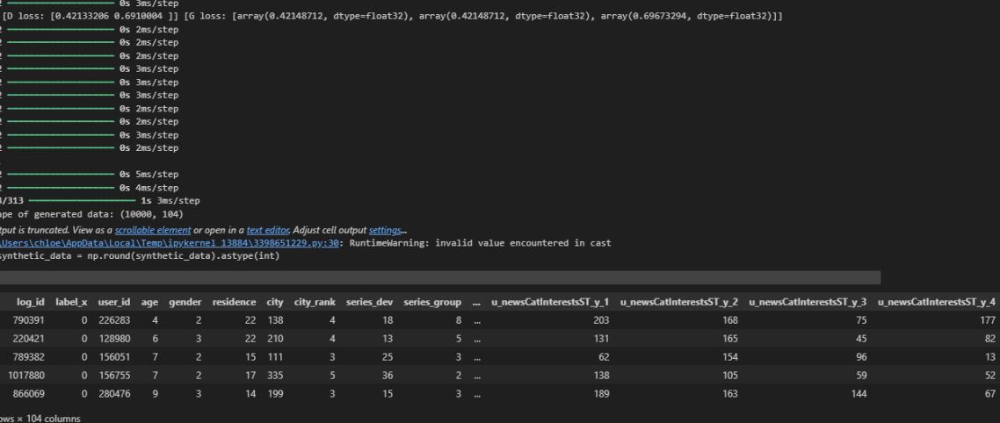 2 0s 3ms/step
[D loss: [0.42133206 0.6910004 ]] [G loss: [array(0.42148712, dtype=float32), array(0.42148712, dtype=float32), array(0.69673294, dtype=float32)]]
2 0s 2ms/step
2 0s 2ms/step
2 0s 2ms/step
2 0s 3ms/step
2 0s 3ms/step
2 0s 3ms/step
2 0s 2ms/step
2 0s 2ms/step
2 0s 3ms/step
2 0s 2ms/step
.
2 0s 5ms/step
2 0s 4ms/step
3/313 1s 3ms/step
ape of generated data: (10000, 104)
tput is truncated. View as a scrollable element or open in a text editor. Adjust cell output settings...
\Users\chloe\AppData\Local\Temp\ipykernel_13884\3398651229.py:30: RuntimeWarning: invalid value encountered in cast
synthetic_data = np.round(synthetic_data).astype(int)
log_id label_x user_id age gender residence city city_rank series_dev series_group ... u_newsCatInterestsST_y_1 u_newsCatInterestsST_y_2 u_newsCatInterestsST_y_3 u_newsCatInterestsST_y_4
790391 0 226283 4 2 22 138 4 18 8 ... 203 168 75 177
220421 0 128980 6 3 22 210 4 13 5 ... 131 165 45 82
789382 0 156051 7 2 15 111 3 25 3 ... 62 154 96 13
1017880 0 156755 7 2 17 335 5 36 2 ... 138 105 59 52
866069 0 280476 9 3 14 199 3 15 3 ... 189 163 144 67
ows × 104 columns